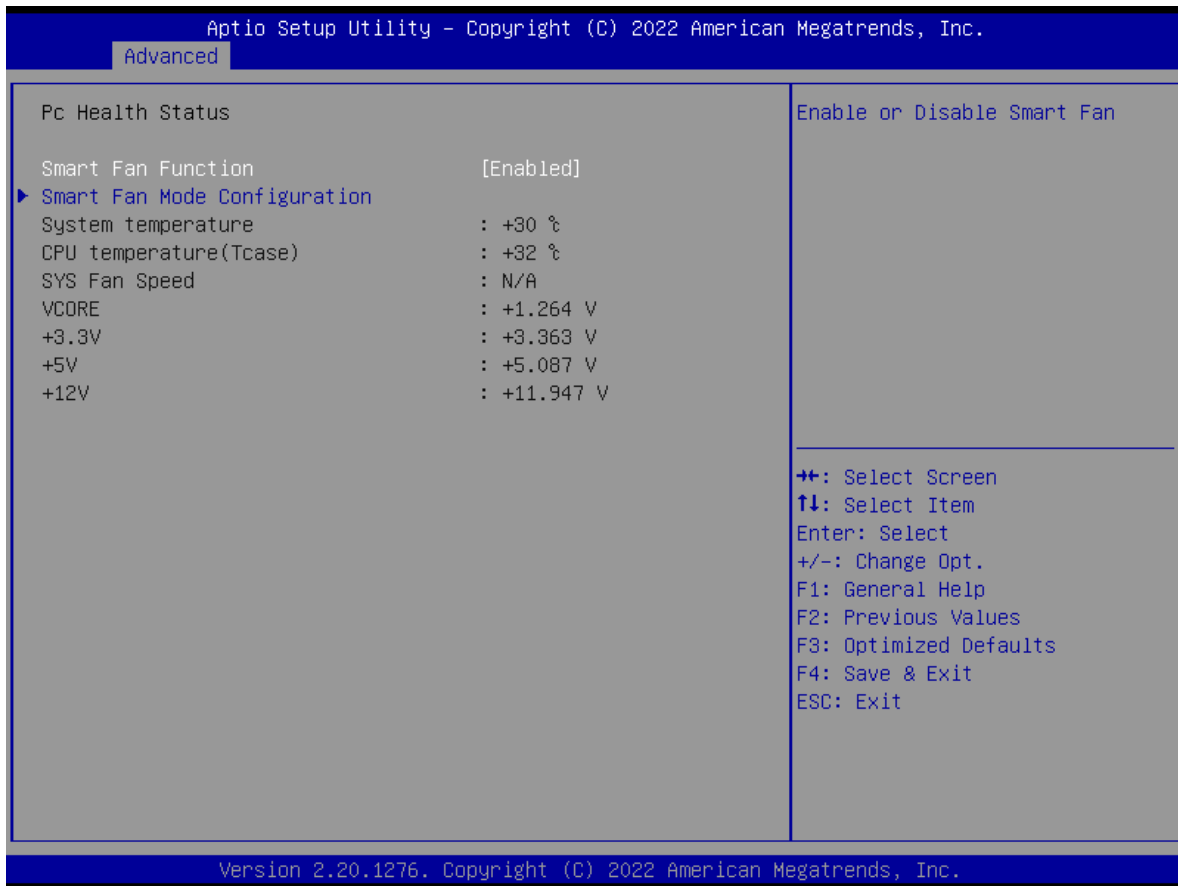 Aptio Setup Utility – Copyright (C) 2022 American Megatrends, Inc.
Advanced
Pc Health Status
Smart Fan Function [Enabled]
▶ Smart Fan Mode Configuration
System temperature : +30 ℃
CPU temperature(Tcase) : +32 ℃
SYS Fan Speed : N/A
VCORE : +1.264 V
+3.3V : +3.363 V
+5V : +5.087 V
+12V : +11.947 V
Enable or Disable Smart Fan
→←: Select Screen
↑↓: Select Item
Enter: Select
+/-: Change Opt.
F1: General Help
F2: Previous Values
F3: Optimized Defaults
F4: Save & Exit
ESC: Exit
Version 2.20.1276. Copyright (C) 2022 American Megatrends, Inc.